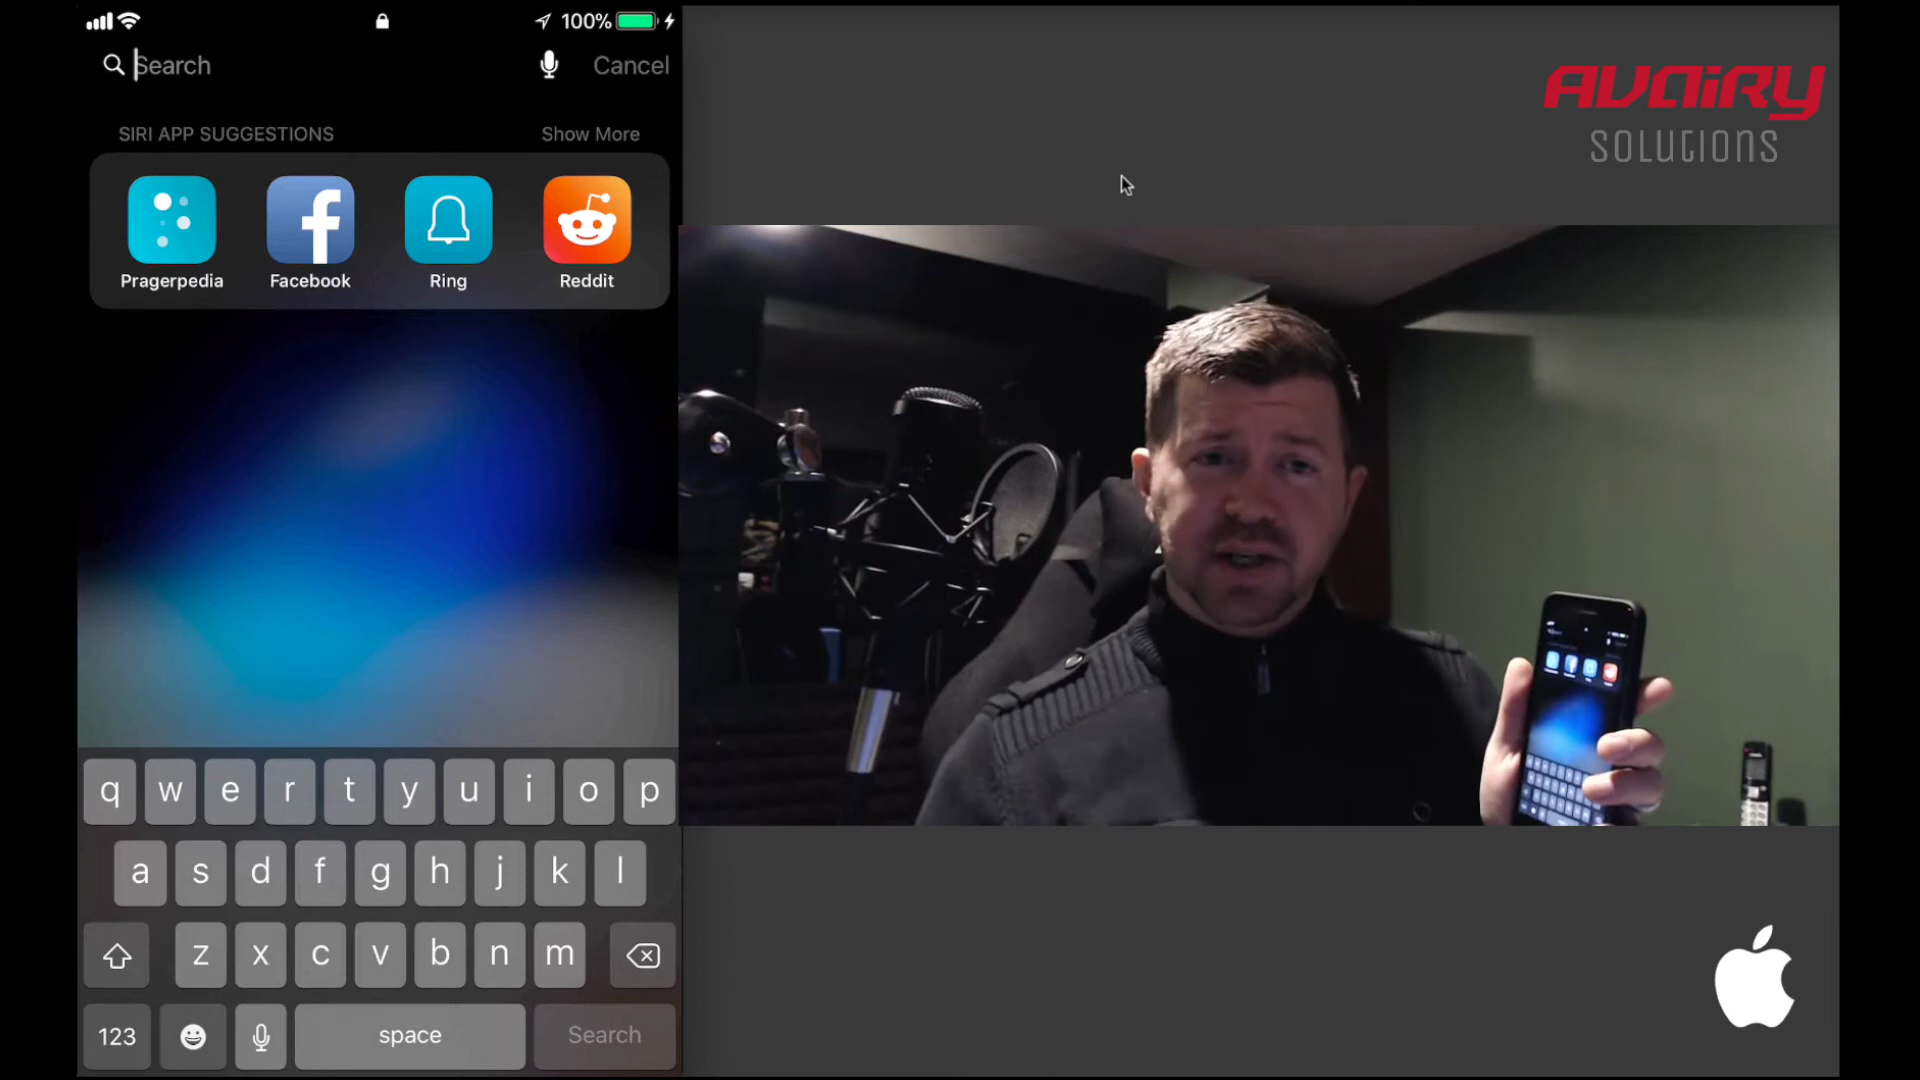 100%
Search
Cancel
SIRI APP SUGGESTIONS
Show More
Pragerpedia
Facebook
Ring
Reddit
q w e r t y u i o p
a s d f g h j k l
z x c v b n m
123
space
Search
AVAIRY
SOLUTIONS